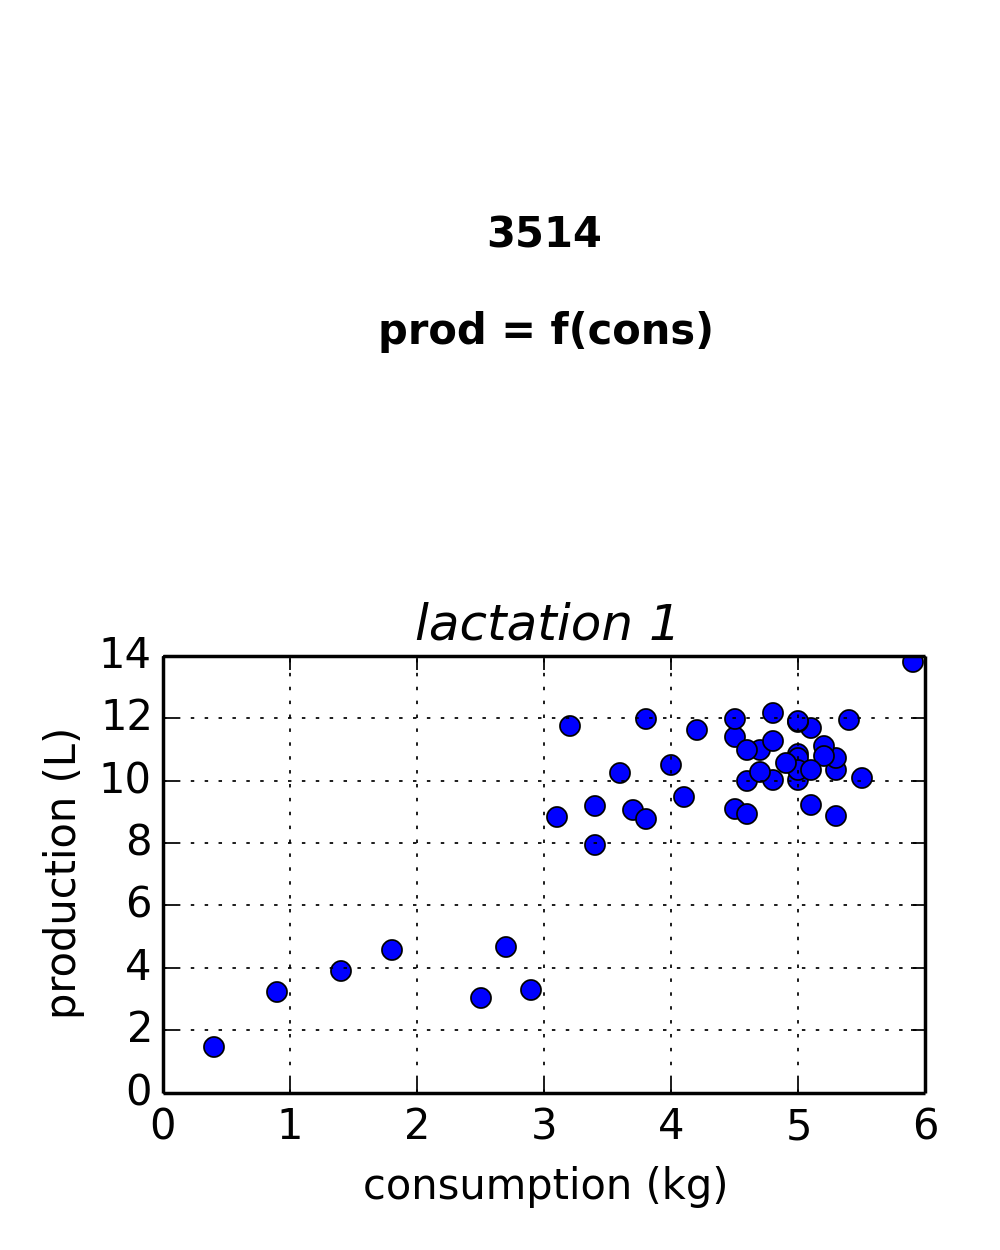 3514
prod = f(cons)
lactation 1
production (L)
14
12
10
8
6
4
2
0
0 1 2 3 4 5 6
consumption (kg)